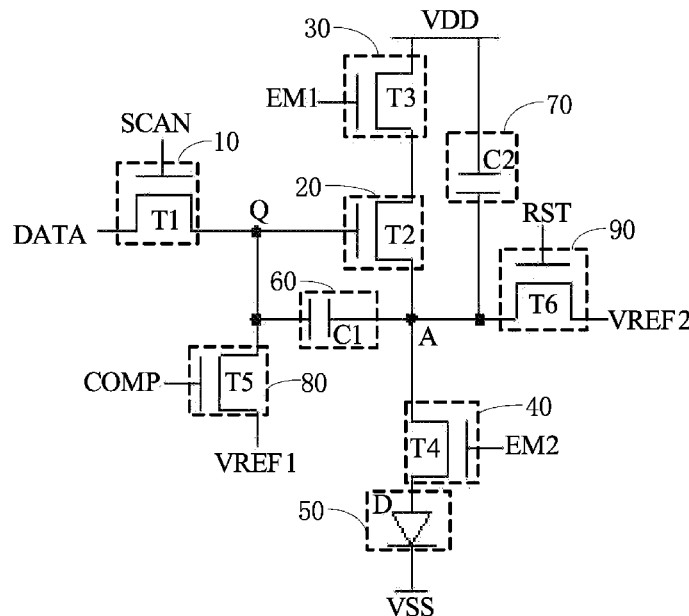 30
VDD
EM1
T3
70
SCAN
10
C2
20
Q
RST
90
DATA
T1
T2
60
T6
C1
A
VREF2
COMP
T5
80
40
VREF1
T4
EM2
D
50
VSS